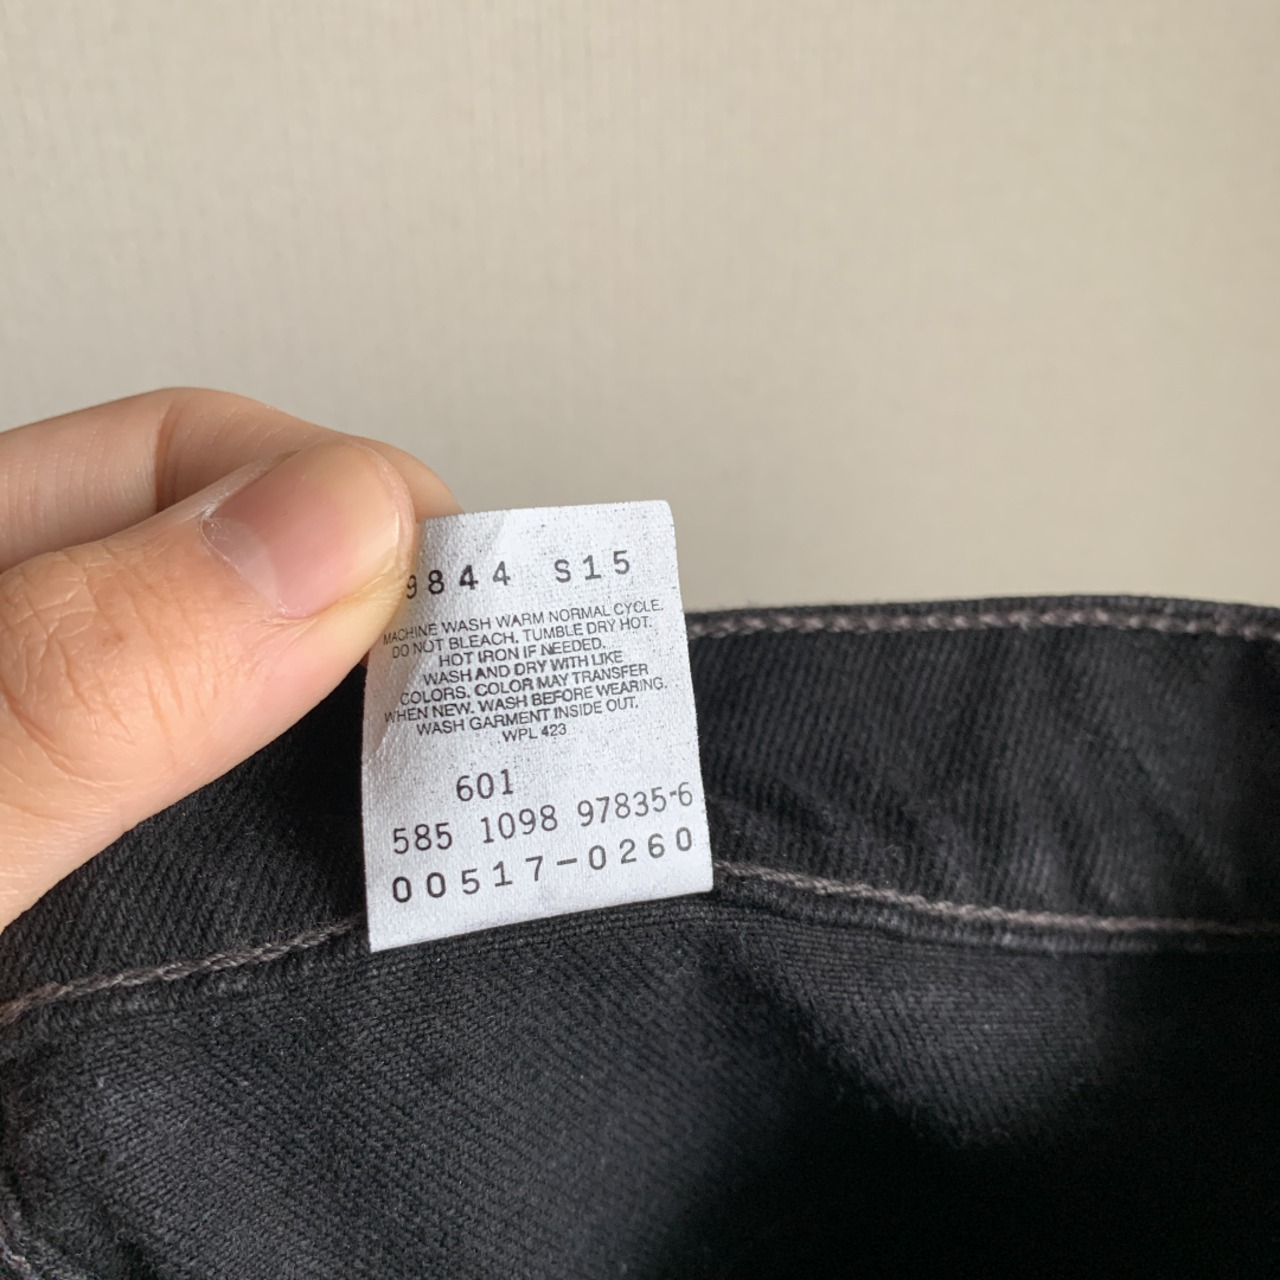 9844 S15
MACHINE WASH WARM NORMAL CYCLE.
DO NOT BLEACH. TUMBLE DRY HOT.
HOT IRON IF NEEDED.
WASH AND DRY WITH LIKE
COLORS. COLOR MAY TRANSFER
WHEN NEW. WASH BEFORE WEARING.
WASH GARMENT INSIDE OUT.
WPL 423
601
585 1098 97835-6
00517-0260